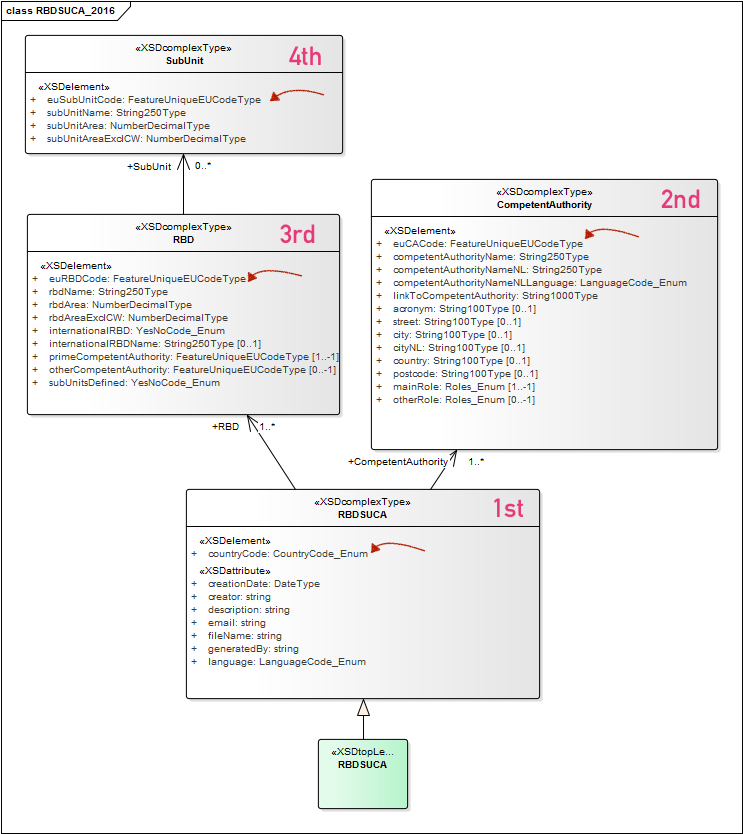 class RBDSUCA_2016
«XSDcomplexType»
SubUnit
4th
«XSDelement»
+ euSubUnitCode: FeatureUniqueEUCodeType
+ subUnitName: String250Type
+ subUnitArea: NumberDecimalType
+ subUnitAreaExclCW: NumberDecimalType
+SubUnit 0..*
«XSDcomplexType»
CompetentAuthority
2nd
«XSDelement»
+ euCACode: FeatureUniqueEUCodeType
+ competentAuthorityName: String250Type
+ competentAuthorityNameNL: String250Type
+ competentAuthorityNameNLLanguage: LanguageCode_Enum
+ linkToCompetentAuthority: String1000Type
+ acronym: String100Type [0..1]
+ street: String100Type [0..1]
+ city: String100Type [0..1]
+ cityNL: String100Type [0..1]
+ country: String100Type [0..1]
+ postcode: String100Type [0..1]
+ mainRole: Roles_Enum [1..-1]
+ otherRole: Roles_Enum [0..-1]
«XSDcomplexType»
RBD
3rd
«XSDelement»
+ euRBDCode: FeatureUniqueEUCodeType
+ rbdName: String250Type
+ rbdArea: NumberDecimalType
+ rbdAreaExclCW: NumberDecimalType
+ internationalRBD: YesNoCode_Enum
+ internationalRBDName: String250Type [0..1]
+ primeCompetentAuthority: FeatureUniqueEUCodeType [1..-1]
+ otherCompetentAuthority: FeatureUniqueEUCodeType [0..-1]
+ subUnitsDefined: YesNoCode_Enum
+RBD 1..*
+CompetentAuthority 1..*
«XSDcomplexType»
RBDSUCA
1st
«XSDelement»
+ countryCode: CountryCode_Enum
«XSDattribute»
+ creationDate: DateType
+ creator: string
+ description: string
+ email: string
+ fileName: string
+ generatedBy: string
+ language: LanguageCode_Enum
«XSDtopLe...
RBDSUCA